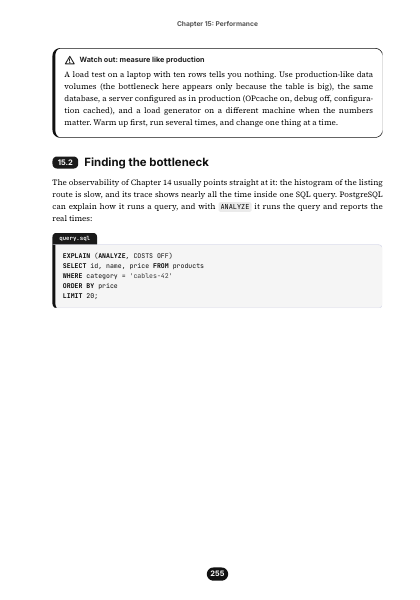 Chapter 15: Performance
Watch out: measure like production
A load test on a laptop with ten rows tells you nothing. Use production-like data
volumes (the bottleneck here appears only because the table is big), the same
database, a server configured as in production (OPcache on, debug off, configura-
tion cached), and a load generator on a different machine when the numbers
matter. Warm up first, run several times, and change one thing at a time.
15.2 Finding the bottleneck
The observability of Chapter 14 usually points straight at it: the histogram of the listing
route is slow, and its trace shows nearly all the time inside one SQL query. PostgreSQL
can explain how it runs a query, and with ANALYZE it runs the query and reports the
real times:
query.sql
EXPLAIN (ANALYZE, COSTS OFF)
SELECT id, name, price FROM products
WHERE category = 'cables-42'
ORDER BY price
LIMIT 20;
255